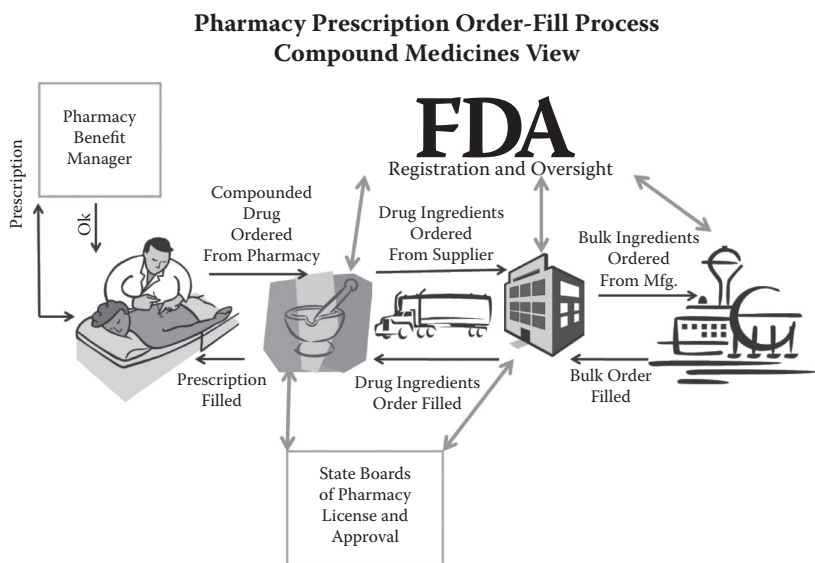 Pharmacy Prescription Order-Fill Process
Compound Medicines View
Pharmacy
Benefit
Manager
Prescription
Ok
FDA
Registration and Oversight
Compounded
Drug
Ordered
From Pharmacy
Drug Ingredients
Ordered
From Supplier
Bulk Ingredients
Ordered
From Mfg.
Prescription
Filled
Drug Ingredients
Order Filled
Bulk Order
Filled
State Boards
of Pharmacy
License and
Approval